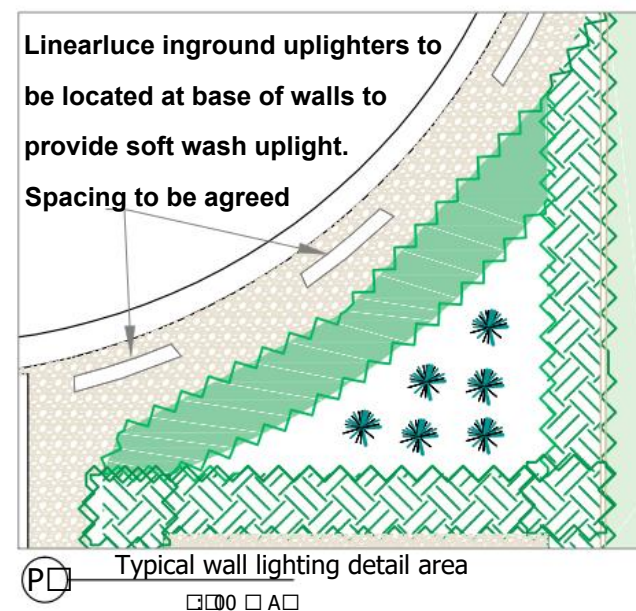 Linearluce inground uplighters to
be located at base of walls to
provide soft wash uplight.
Spacing to be agreed
Typical wall lighting detail area